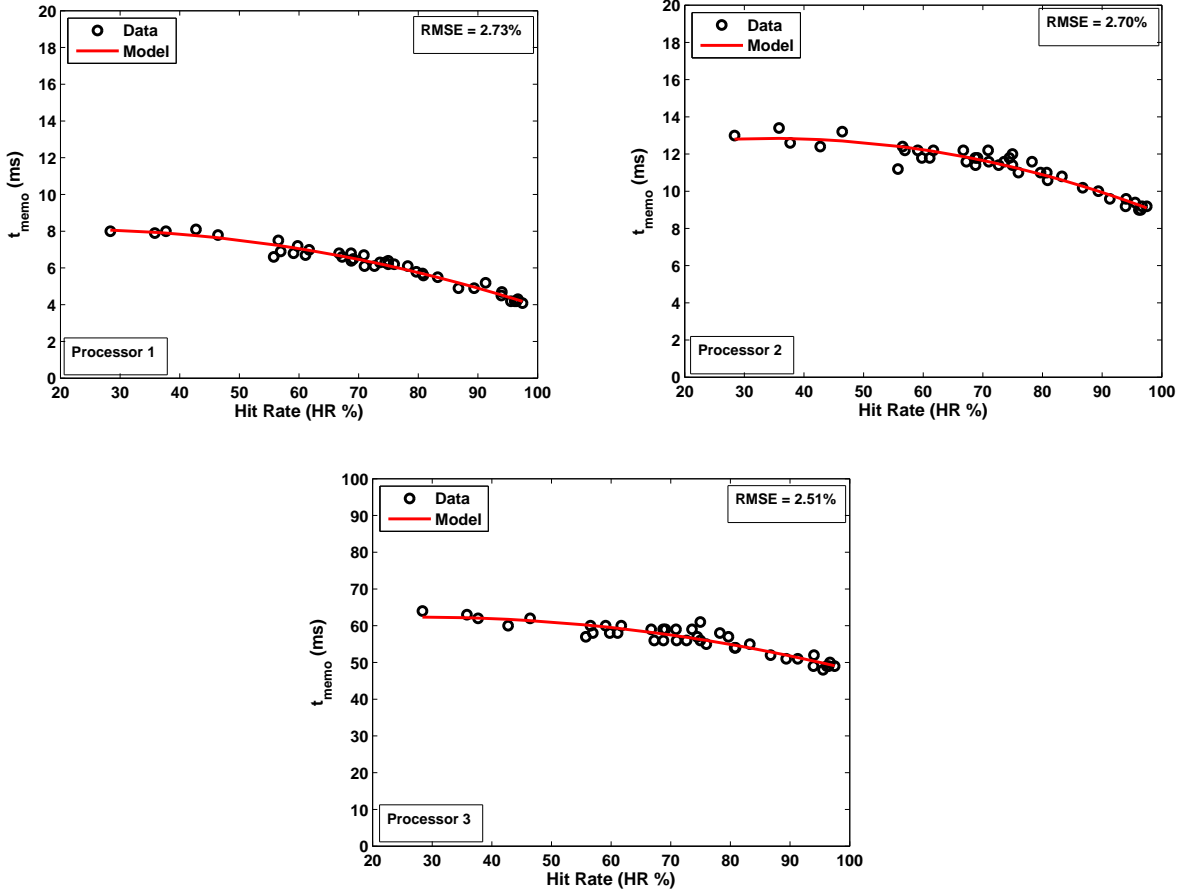 20
18
16
14
12
10
8
6
4
2
0
t_memo (ms)
Data
Model
RMSE = 2.73%
Processor 1
20 30 40 50 60 70 80 90 100
Hit Rate (HR %)
20
18
16
14
12
10
8
6
4
2
0
t_memo (ms)
Data
Model
RMSE = 2.70%
Processor 2
20 30 40 50 60 70 80 90 100
Hit Rate (HR %)
100
90
80
70
60
50
40
30
20
10
0
t_memo (ms)
Data
Model
RMSE = 2.51%
Processor 3
20 30 40 50 60 70 80 90 100
Hit Rate (HR %)